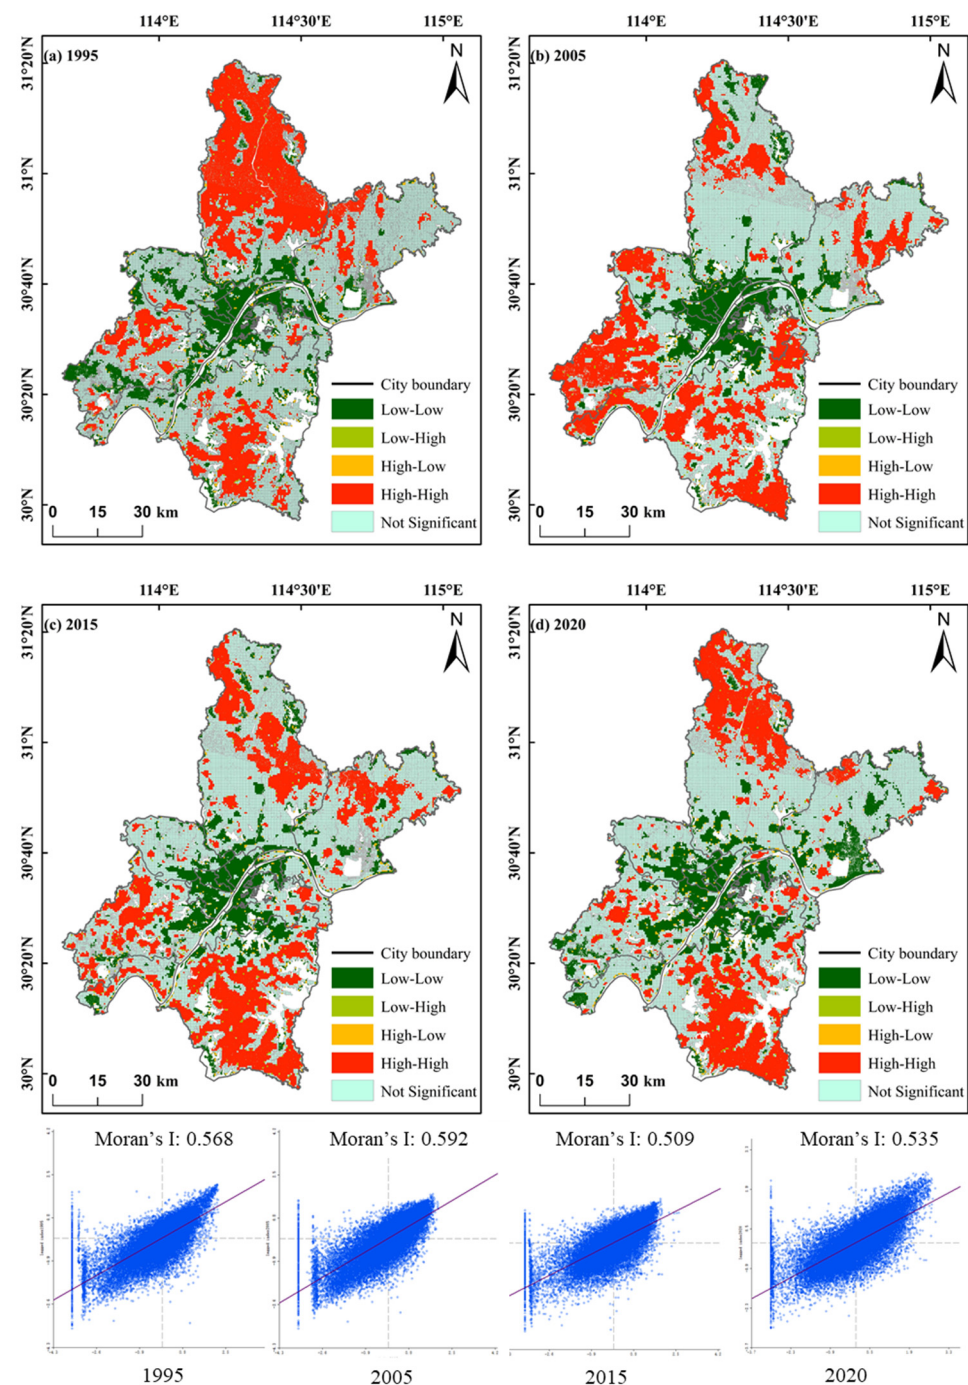 114°E 114°30'E 115°E
(a) 1995
N
31°20'N
31°N
30°40'N
30°20'N
30°N
City boundary
Low-Low
Low-High
High-Low
High-High
Not Significant
0 15 30 km
114°E 114°30'E 115°E
(b) 2005
N
31°20'N
31°N
30°40'N
30°20'N
30°N
City boundary
Low-Low
Low-High
High-Low
High-High
Not Significant
0 15 30 km
114°E 114°30'E 115°E
(c) 2015
N
31°20'N
31°N
30°40'N
30°20'N
30°N
City boundary
Low-Low
Low-High
High-Low
High-High
Not Significant
0 15 30 km
114°E 114°30'E 115°E
(d) 2020
N
31°20'N
31°N
30°40'N
30°20'N
30°N
City boundary
Low-Low
Low-High
High-Low
High-High
Not Significant
0 15 30 km
Moran's I: 0.568
Moran's I: 0.592
Moran's I: 0.509
Moran's I: 0.535
1995
2005
2015
2020